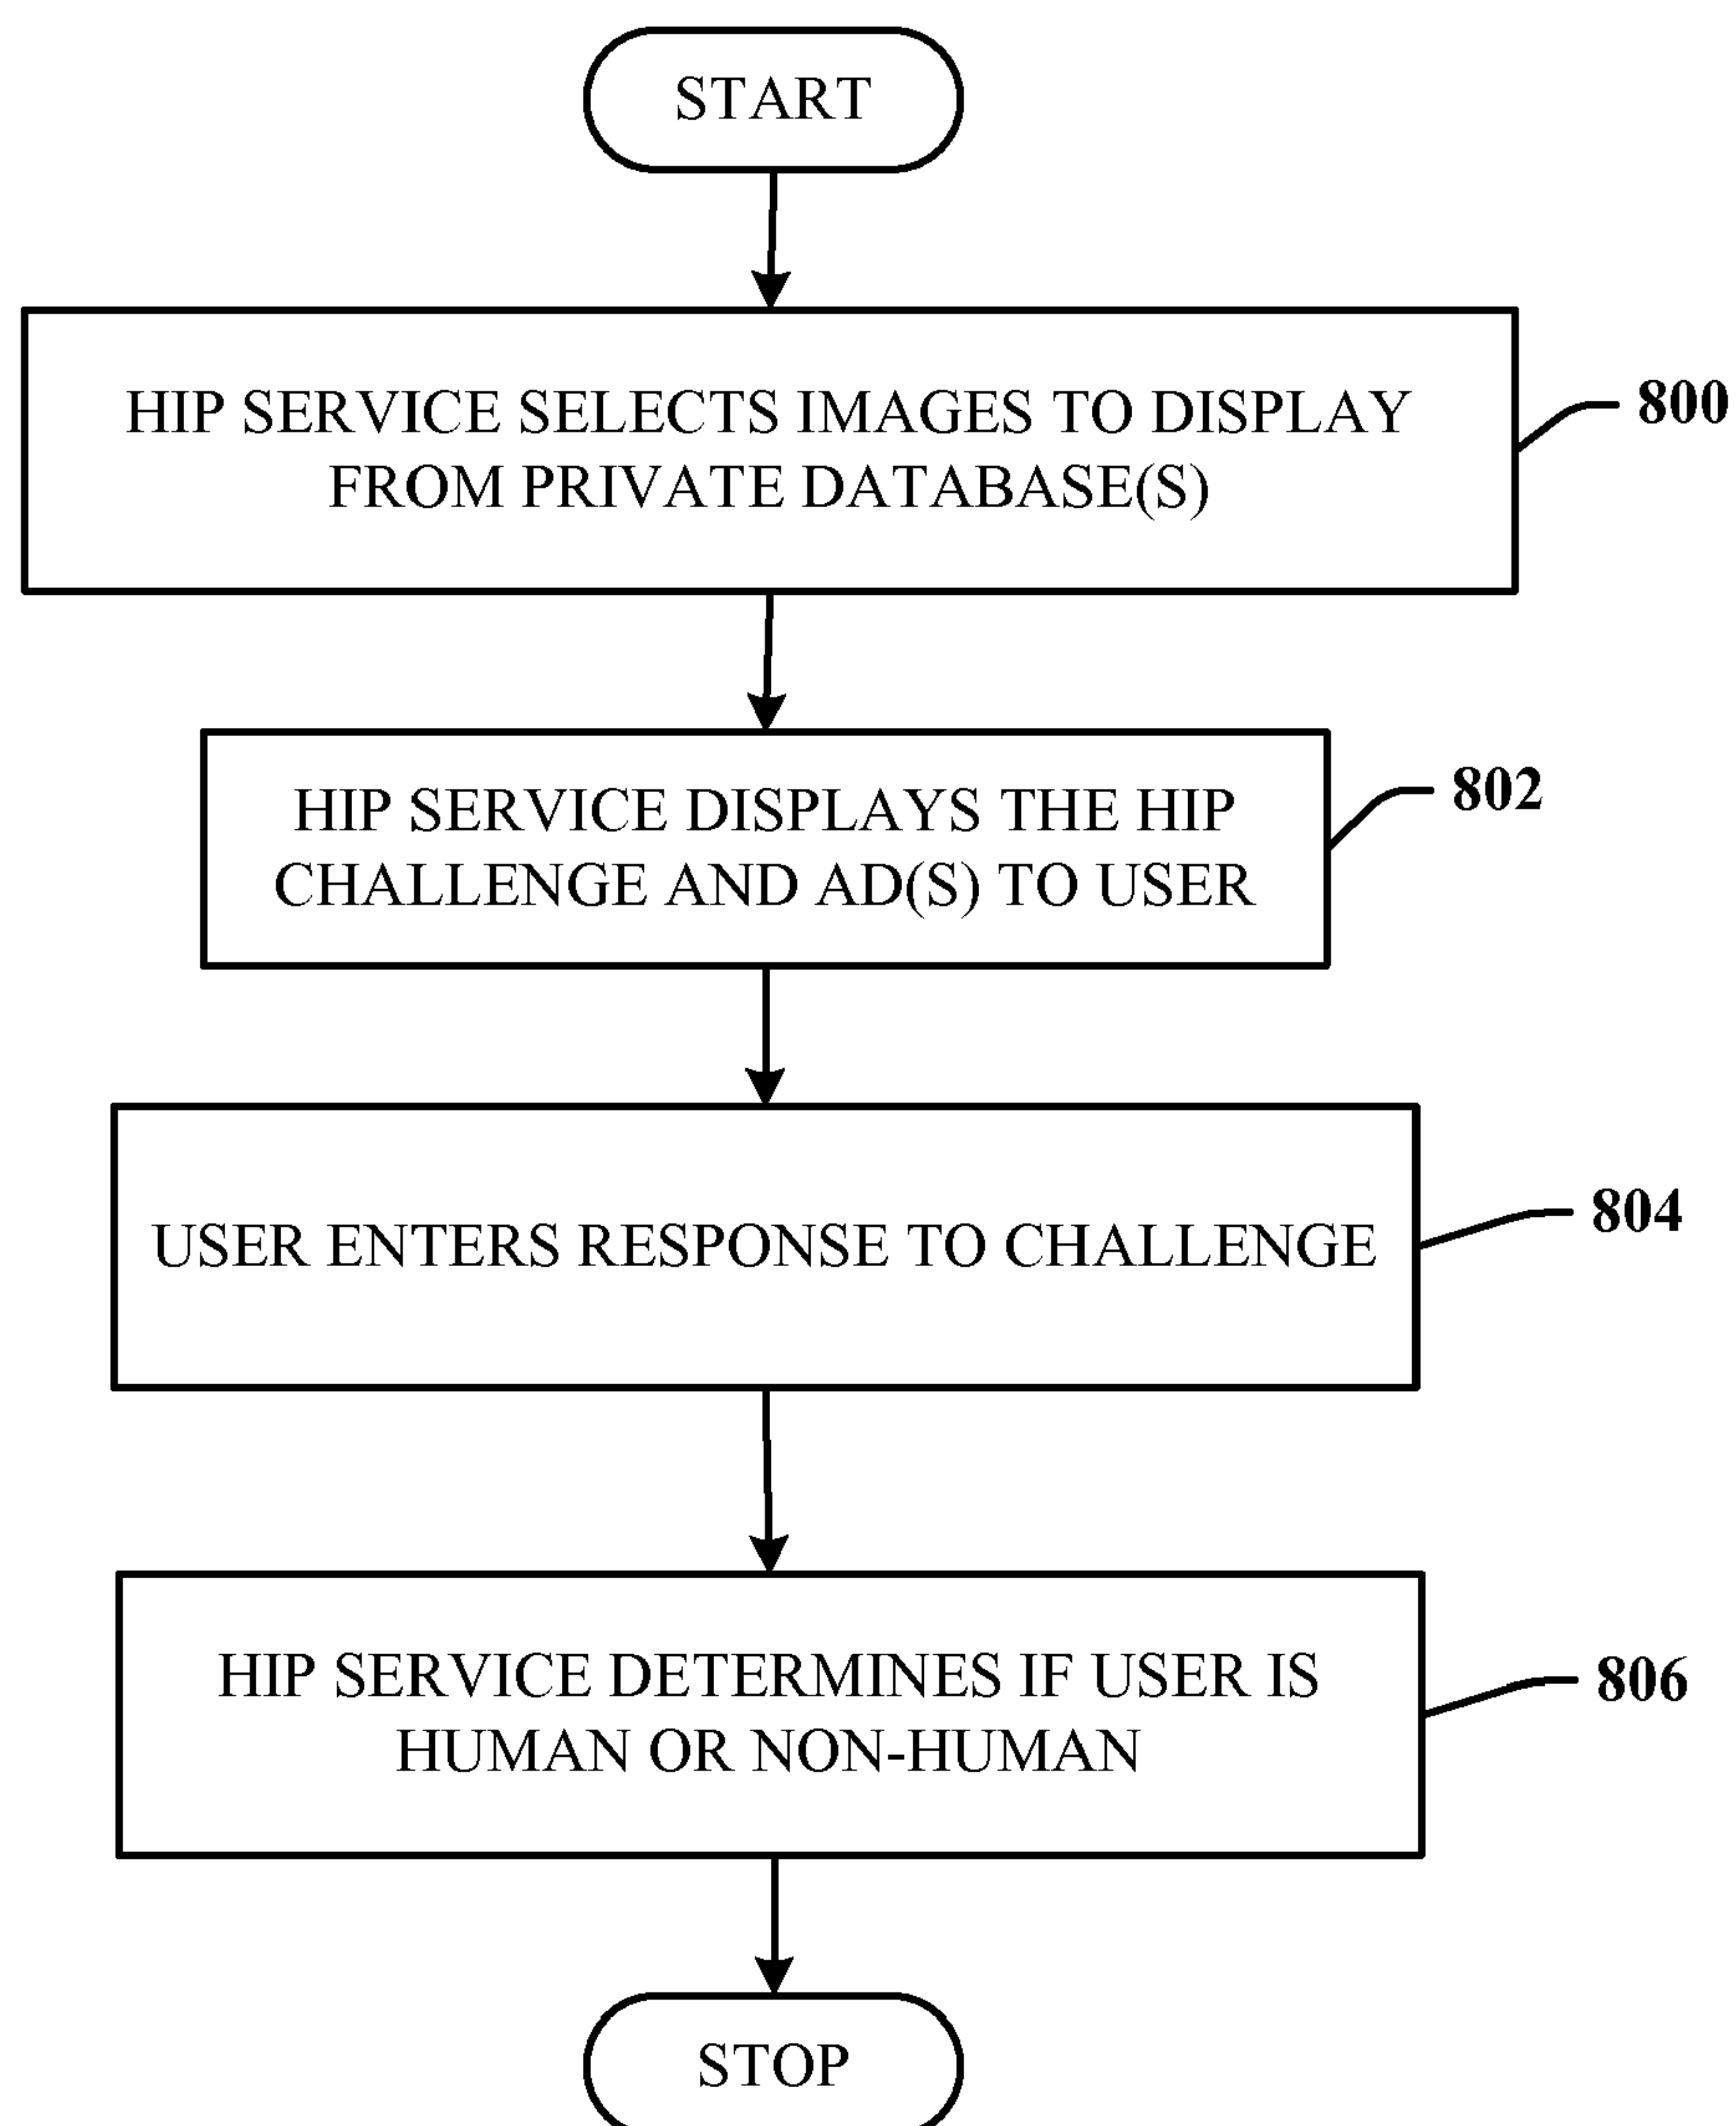 START
HIP SERVICE SELECTS IMAGES TO DISPLAY
FROM PRIVATE DATABASE(S)
800
HIP SERVICE DISPLAYS THE HIP
CHALLENGE AND AD(S) TO USER
802
USER ENTERS RESPONSE TO CHALLENGE
804
HIP SERVICE DETERMINES IF USER IS
HUMAN OR NON-HUMAN
806
STOP